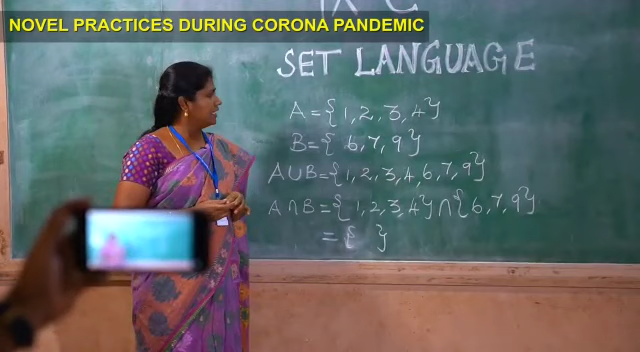 NOVEL PRACTICES DURING CORONA PANDEMIC
IX C
SET LANGUAGE
A = {1, 2, 3, 4}
B = {6, 7, 9}
A∪B = {1, 2, 3, 4, 6, 7, 9}
A∩B = {1, 2, 3, 4} ∩ {6, 7, 9}
= { }